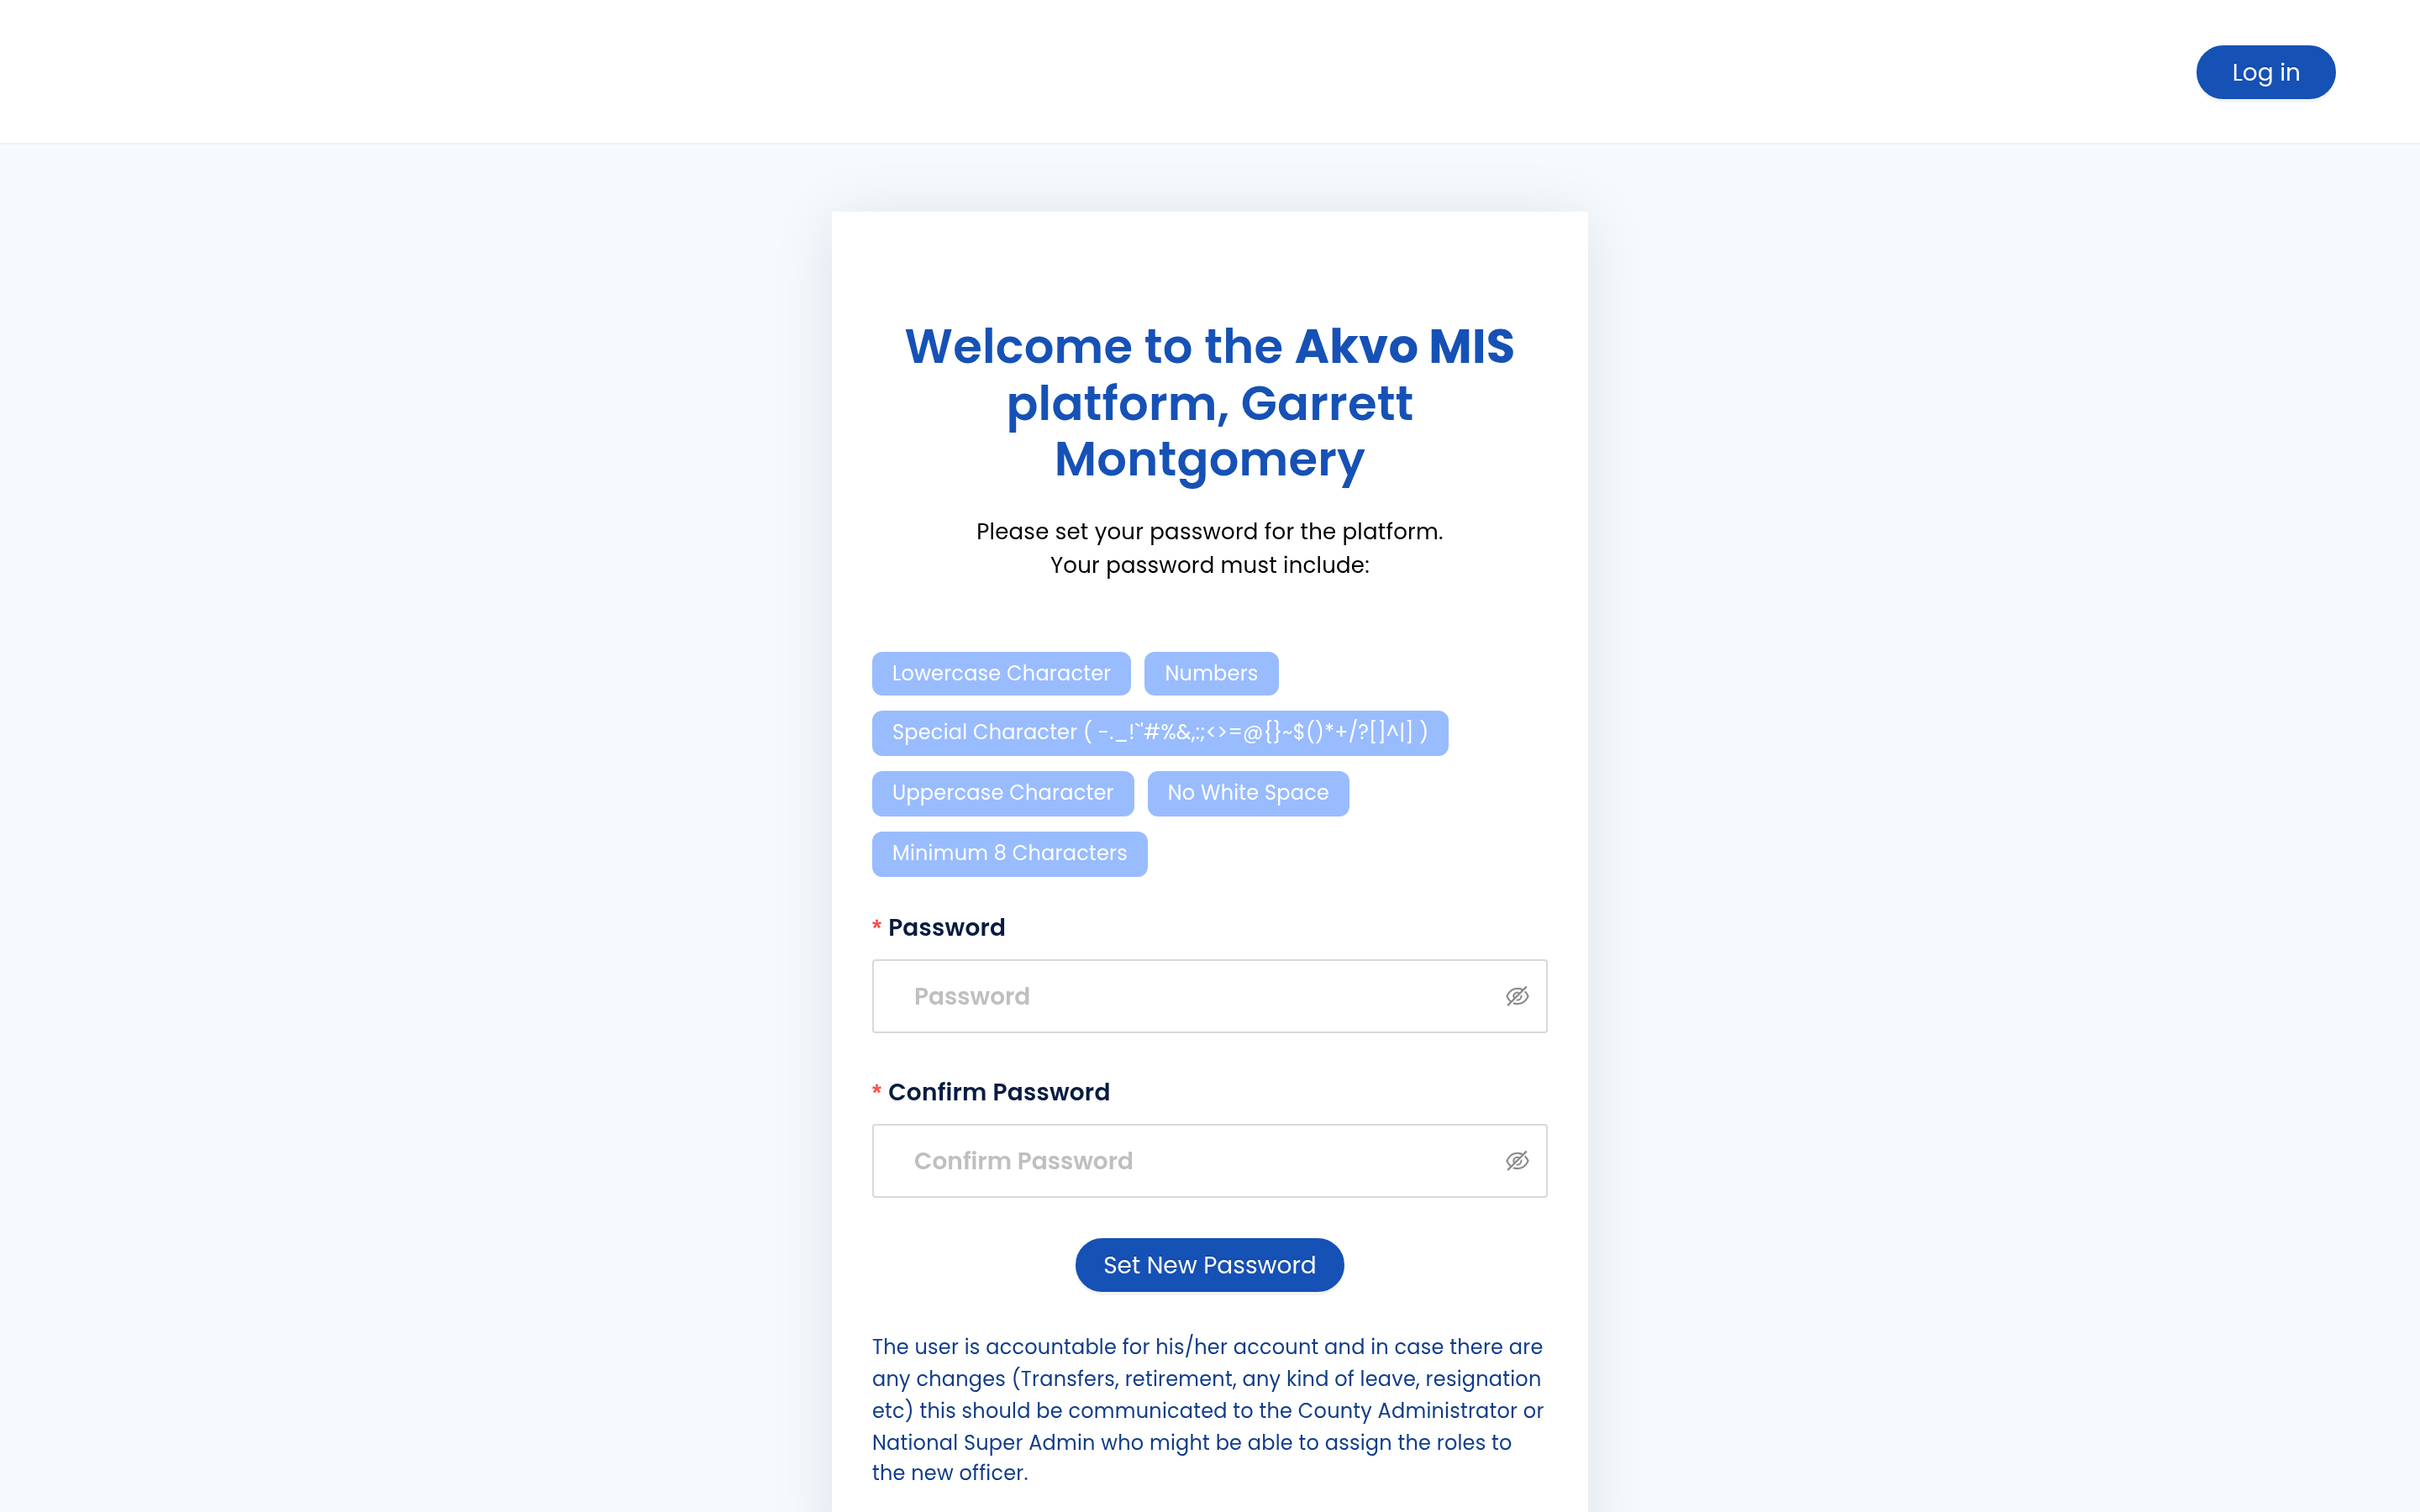 Log in
Welcome to the Akvo MIS
platform, Garrett
Montgomery
Please set your password for the platform.
Your password must include:
Lowercase Character
Numbers
Special Character ( -._!`'#%&,:;<>=@{}~$()*+/?[]^|] )
Uppercase Character
No White Space
Minimum 8 Characters
* Password
Password
* Confirm Password
Confirm Password
Set New Password
The user is accountable for his/her account and in case there are
any changes (Transfers, retirement, any kind of leave, resignation
etc) this should be communicated to the County Administrator or
National Super Admin who might be able to assign the roles to
the new officer.